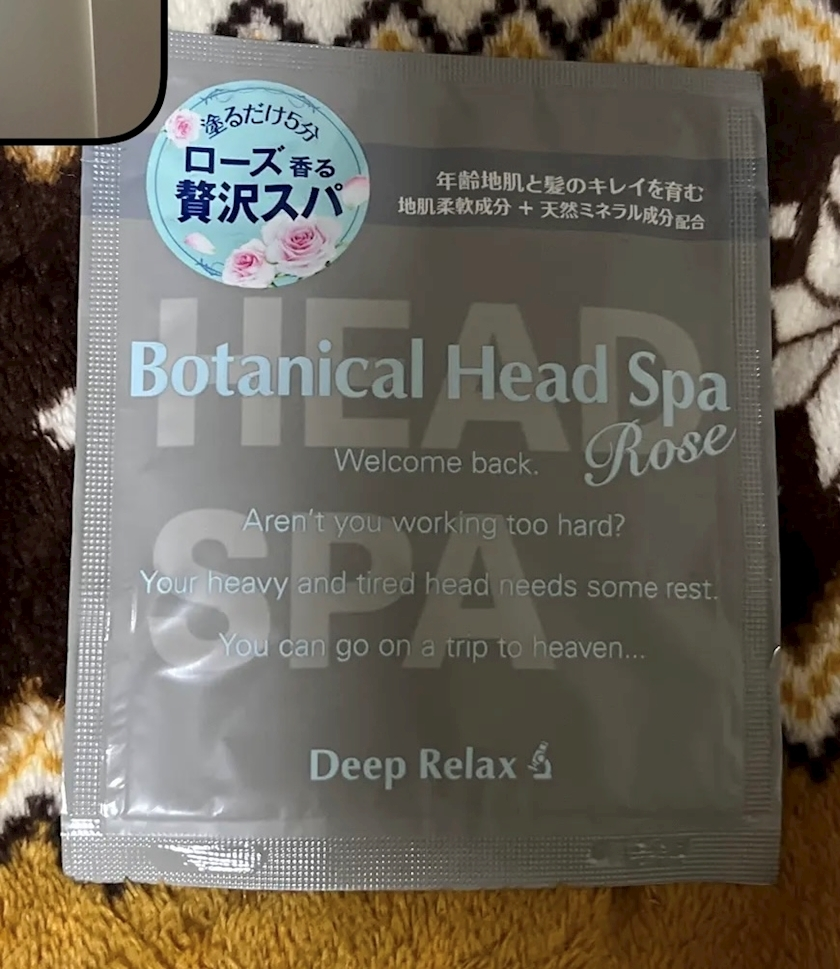 塗るだけ5分
ローズ香る
贅沢スパ
年齢地肌と髪のキレイを育む
地肌柔軟成分 + 天然ミネラル成分配合
HEAD
SPA
Botanical Head Spa
Rose
Welcome back.
Aren't you working too hard?
Your heavy and tired head needs some rest.
You can go on a trip to heaven...
Deep Relax